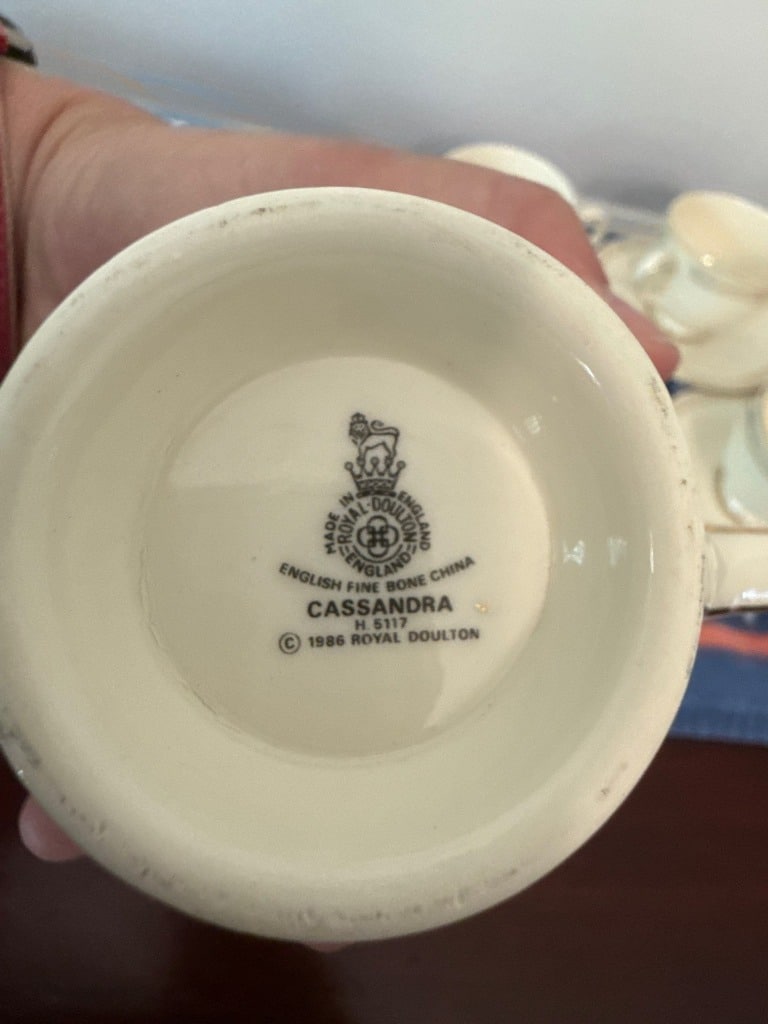 MADE IN ENGLAND
ROYAL·DOULTON
ENGLAND
ENGLISH FINE BONE CHINA
CASSANDRA
H. 5117
© 1986 ROYAL DOULTON